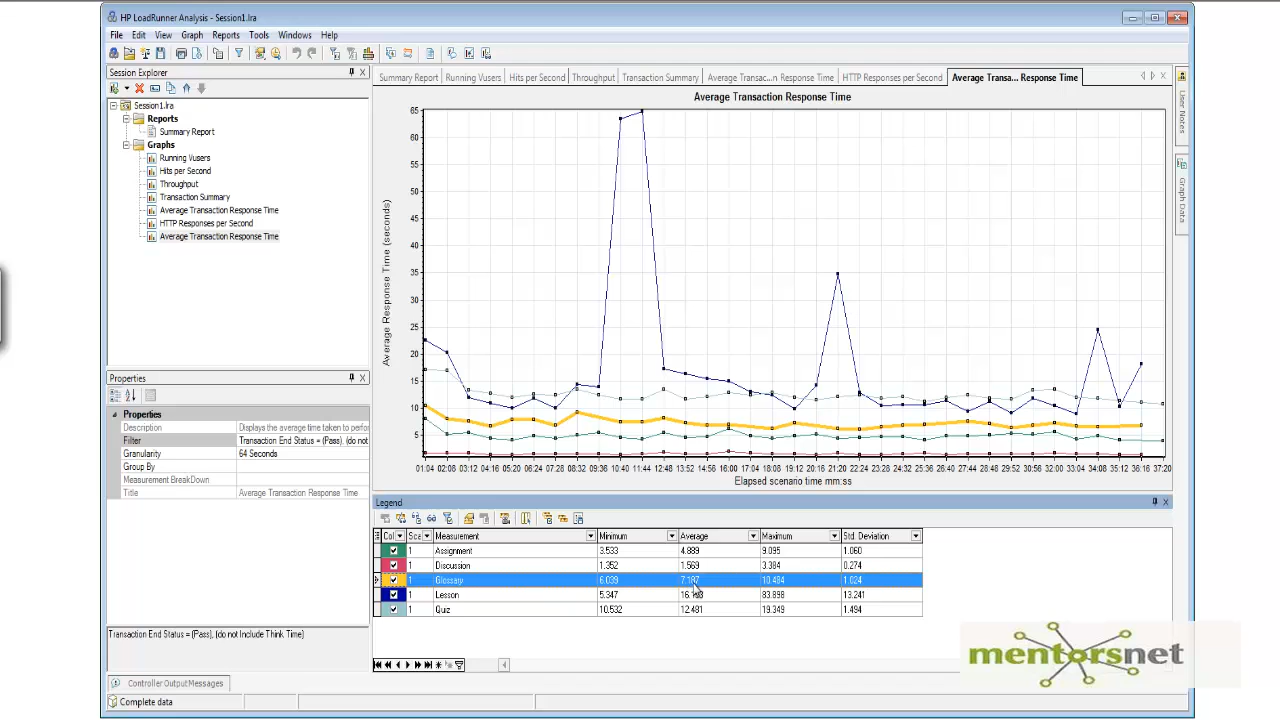 HP LoadRunner Analysis - Session1.lra
File Edit View Graph Reports Tools Windows Help
Session Explorer
Session1.lra
Reports
Summary Report
Graphs
Running Vusers
Hits per Second
Throughput
Transaction Summary
Average Transaction Response Time
HTTP Responses per Second
Average Transaction Response Time
Properties
Properties
Description Displays the average time taken to perfor
Filter Transaction End Status = (Pass), (do not
Granularity 64 Seconds
Group By
Measurement BreakDown
Title Average Transaction Response Time
Transaction End Status = (Pass), (do not Include Think Time)
Controller Output Messages
Complete data
Summary Report Running Vusers Hits per Second Throughput Transaction Summary Average Transac...n Response Time HTTP Responses per Second Average Transa... Response Time
Average Transaction Response Time
Average Response Time (seconds)
65
60
55
50
45
40
35
30
25
20
15
10
5
01:04 02:08 03:12 04:16 05:20 06:24 07:28 08:32 09:36 10:40 11:44 12:48 13:52 14:56 16:00 17:04 18:08 19:12 20:16 21:20 22:24 23:28 24:32 25:36 26:40 27:44 28:48 29:52 30:56 32:00 33:04 34:08 35:12 36:16 37:20
Elapsed scenario time mm:ss
User Notes
Graph Data
Legend
Col Sca Measurement Minimum Average Maximum Std. Deviation
1 Assignment 3.533 4.889 9.095 1.060
1 Discussion 1.352 1.569 3.384 0.274
1 Glossary 6.039 10.484 1.024
1 Lesson 5.347 83.898 13.241
1 Quiz 10.532 12.481 19.349 1.494
mentorsnet